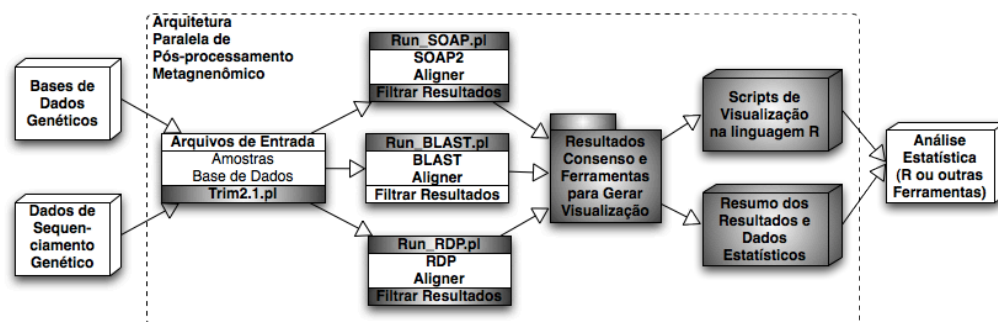 Arquitetura
Paralela de
Pós-processamento
Metagnenômico
Bases de
Dados
Genéticos
Dados de
Sequen-
ciamento
Genético
Arquivos de Entrada
Amostras
Base de Dados
Trim2.1.pl
Run_SOAP.pl
SOAP2
Aligner
Filtrar Resultados
Run_BLAST.pl
BLAST
Aligner
Filtrar Resultados
Run_RDP.pl
RDP
Aligner
Filtrar Resultados
Resultados
Consenso e
Ferramentas
para Gerar
Visualização
Scripts de
Visualização
na linguagem R
Resumo dos
Resultados e
Dados
Estatísticos
Análise
Estatística
(R ou outras
Ferramentas)